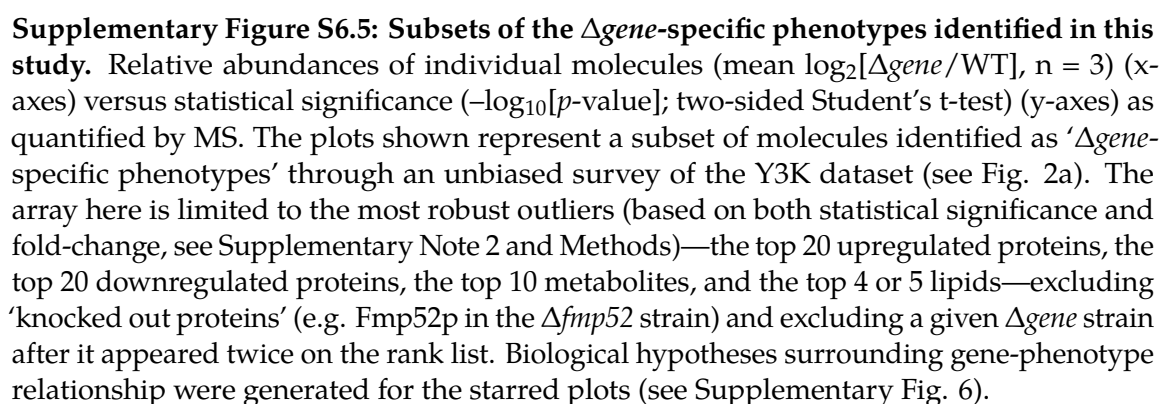 Supplementary Figure S6.5: Subsets of the Δgene-specific phenotypes identified in this
study. Relative abundances of individual molecules (mean log2[Δgene/WT], n = 3) (x-
axes) versus statistical significance (–log10[p-value]; two-sided Student's t-test) (y-axes) as
quantified by MS. The plots shown represent a subset of molecules identified as 'Δgene-
specific phenotypes' through an unbiased survey of the Y3K dataset (see Fig. 2a). The
array here is limited to the most robust outliers (based on both statistical significance and
fold-change, see Supplementary Note 2 and Methods)—the top 20 upregulated proteins, the
top 20 downregulated proteins, the top 10 metabolites, and the top 4 or 5 lipids—excluding
'knocked out proteins' (e.g. Fmp52p in the Δfmp52 strain) and excluding a given Δgene strain
after it appeared twice on the rank list. Biological hypotheses surrounding gene-phenotype
relationship were generated for the starred plots (see Supplementary Fig. 6).